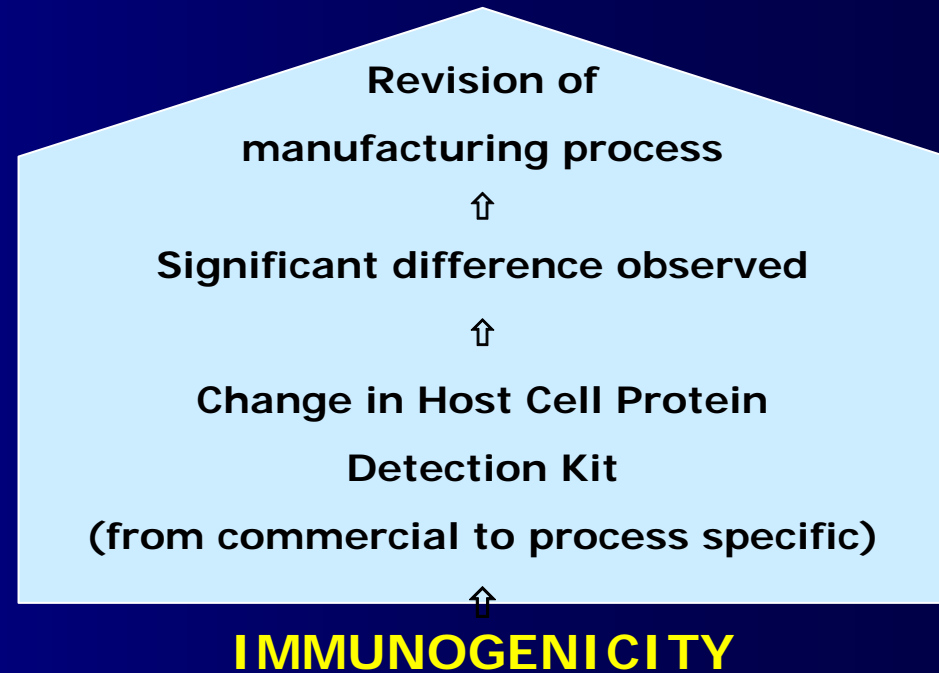 Revision of
manufacturing process
⇧
Significant difference observed
⇧
Change in Host Cell Protein
Detection Kit
(from commercial to process specific)
⇧
IMMUNOGENICITY